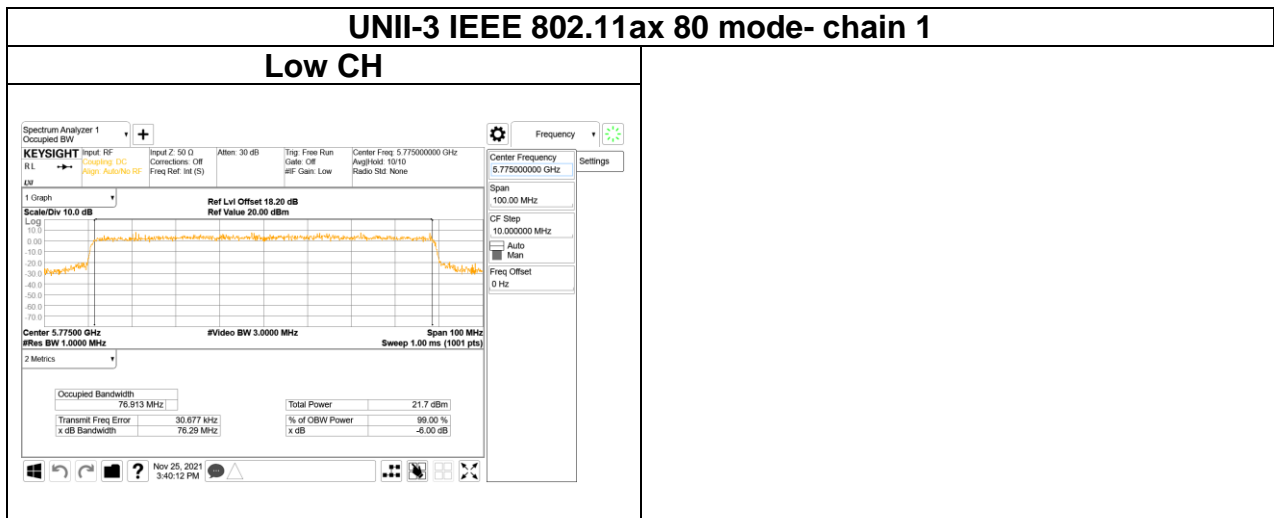 UNII-3 IEEE 802.11ax 80 mode- chain 1
Low CH
Spectrum Analyzer 1
Occupied BW
Frequency
KEYSIGHT
RL
Input: RF
Coupling: DC
Align: Auto/No RF
Input Z: 50 Ω
Corrections: Off
Freq Ref: Int (S)
Atten: 30 dB
Trig: Free Run
Gate: Off
#IF Gain: Low
Center Freq: 5.775000000 GHz
Avg|Hold: 10/10
Radio Std: None
Center Frequency
5.775000000 GHz
Settings
Span
100.00 MHz
CF Step
10.000000 MHz
Auto
Man
Freq Offset
0 Hz
1 Graph
Scale/Div 10.0 dB
Ref Lvl Offset 18.20 dB
Ref Value 20.00 dBm
Log
10.0
0.00
-10.0
-20.0
-30.0
-40.0
-50.0
-60.0
-70.0
Center 5.77500 GHz
#Video BW 3.0000 MHz
Span 100 MHz
#Res BW 1.0000 MHz
Sweep 1.00 ms (1001 pts)
2 Metrics
Occupied Bandwidth
76.913 MHz
Total Power 21.7 dBm
Transmit Freq Error 30.677 kHz
% of OBW Power 99.00 %
x dB Bandwidth 76.29 MHz
x dB -6.00 dB
?
Nov 25, 2021
3:40:12 PM